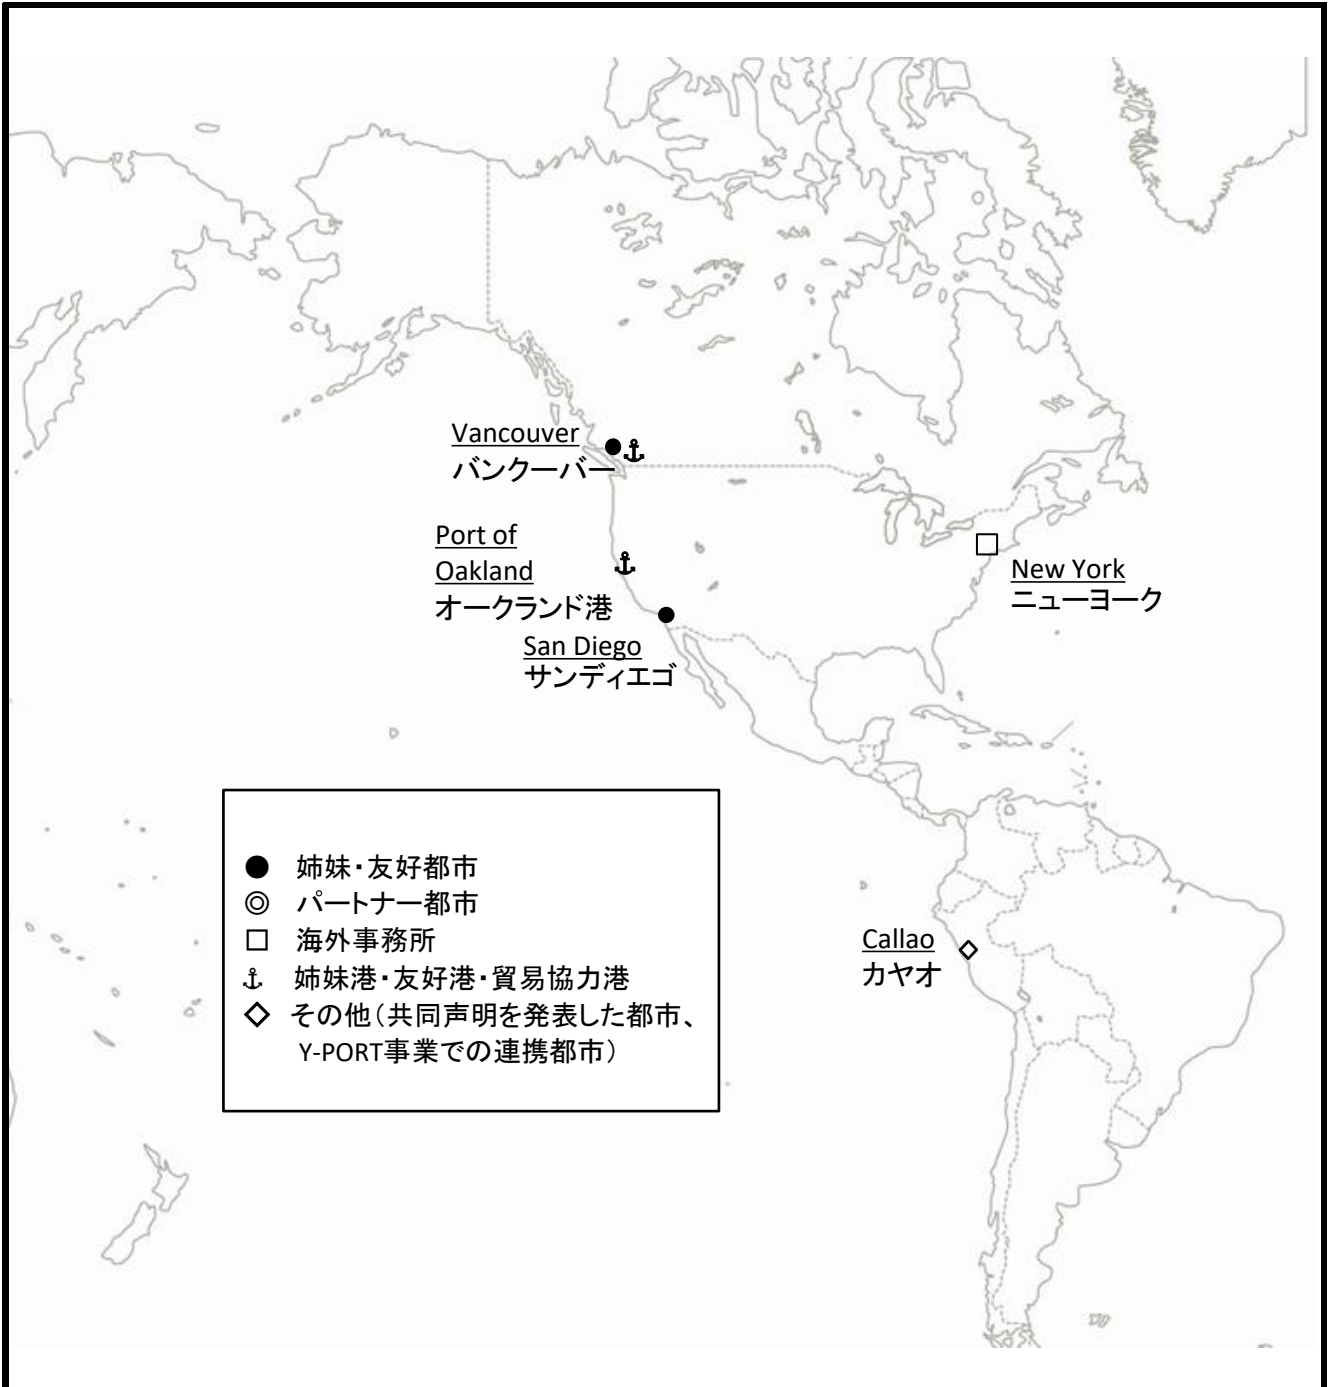 Vancouver
バンクーバー
Port of
Oakland
オークランド港
New York
ニューヨーク
San Diego
サンディエゴ
● 姉妹・友好都市
◎ パートナー都市
□ 海外事務所
⚓ 姉妹港・友好港・貿易協力港
◇ その他（共同声明を発表した都市、
Y-PORT事業での連携都市）
Callao
カヤオ